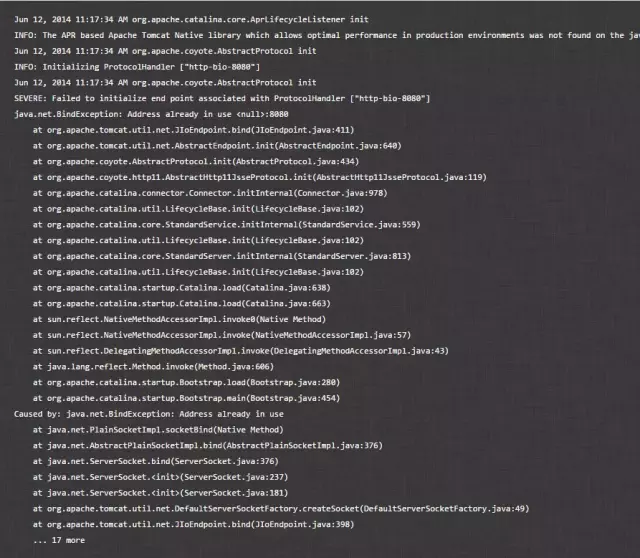 Jun 12, 2014 11:17:34 AM org.apache.catalina.core.AprLifecycleListener init
INFO: The APR based Apache Tomcat Native library which allows optimal performance in production environments was not found on the jav
Jun 12, 2014 11:17:34 AM org.apache.coyote.AbstractProtocol init
INFO: Initializing ProtocolHandler ["http-bio-8080"]
Jun 12, 2014 11:17:34 AM org.apache.coyote.AbstractProtocol init
SEVERE: Failed to initialize end point associated with ProtocolHandler ["http-bio-8080"]
java.net.BindException: Address already in use <null>:8080
at org.apache.tomcat.util.net.JIoEndpoint.bind(JIoEndpoint.java:411)
at org.apache.tomcat.util.net.AbstractEndpoint.init(AbstractEndpoint.java:640)
at org.apache.coyote.AbstractProtocol.init(AbstractProtocol.java:434)
at org.apache.coyote.http11.AbstractHttp11JsseProtocol.init(AbstractHttp11JsseProtocol.java:119)
at org.apache.catalina.connector.Connector.initInternal(Connector.java:978)
at org.apache.catalina.util.LifecycleBase.init(LifecycleBase.java:102)
at org.apache.catalina.core.StandardService.initInternal(StandardService.java:559)
at org.apache.catalina.util.LifecycleBase.init(LifecycleBase.java:102)
at org.apache.catalina.core.StandardServer.initInternal(StandardServer.java:813)
at org.apache.catalina.util.LifecycleBase.init(LifecycleBase.java:102)
at org.apache.catalina.startup.Catalina.load(Catalina.java:638)
at org.apache.catalina.startup.Catalina.load(Catalina.java:663)
at sun.reflect.NativeMethodAccessorImpl.invoke0(Native Method)
at sun.reflect.NativeMethodAccessorImpl.invoke(NativeMethodAccessorImpl.java:57)
at sun.reflect.DelegatingMethodAccessorImpl.invoke(DelegatingMethodAccessorImpl.java:43)
at java.lang.reflect.Method.invoke(Method.java:606)
at org.apache.catalina.startup.Bootstrap.load(Bootstrap.java:280)
at org.apache.catalina.startup.Bootstrap.main(Bootstrap.java:454)
Caused by: java.net.BindException: Address already in use
at java.net.PlainSocketImpl.socketBind(Native Method)
at java.net.AbstractPlainSocketImpl.bind(AbstractPlainSocketImpl.java:376)
at java.net.ServerSocket.bind(ServerSocket.java:376)
at java.net.ServerSocket.<init>(ServerSocket.java:237)
at java.net.ServerSocket.<init>(ServerSocket.java:181)
at org.apache.tomcat.util.net.DefaultServerSocketFactory.createSocket(DefaultServerSocketFactory.java:49)
at org.apache.tomcat.util.net.JIoEndpoint.bind(JIoEndpoint.java:398)
... 17 more